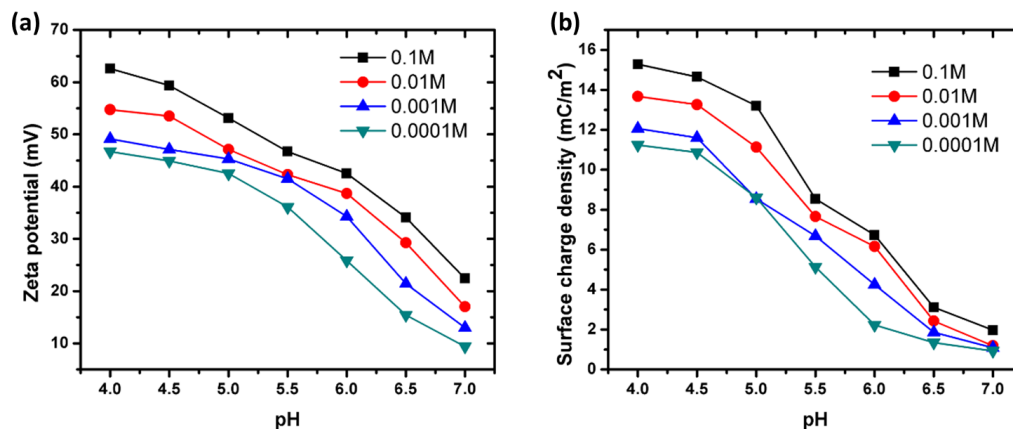 (a)
70
60
50
40
30
20
10
Zeta potential (mV)
4.0 4.5 5.0 5.5 6.0 6.5 7.0
pH
0.1M
0.01M
0.001M
0.0001M
(b)
16
14
12
10
8
6
4
2
0
Surface charge density (mC/m²)
4.0 4.5 5.0 5.5 6.0 6.5 7.0
pH
0.1M
0.01M
0.001M
0.0001M